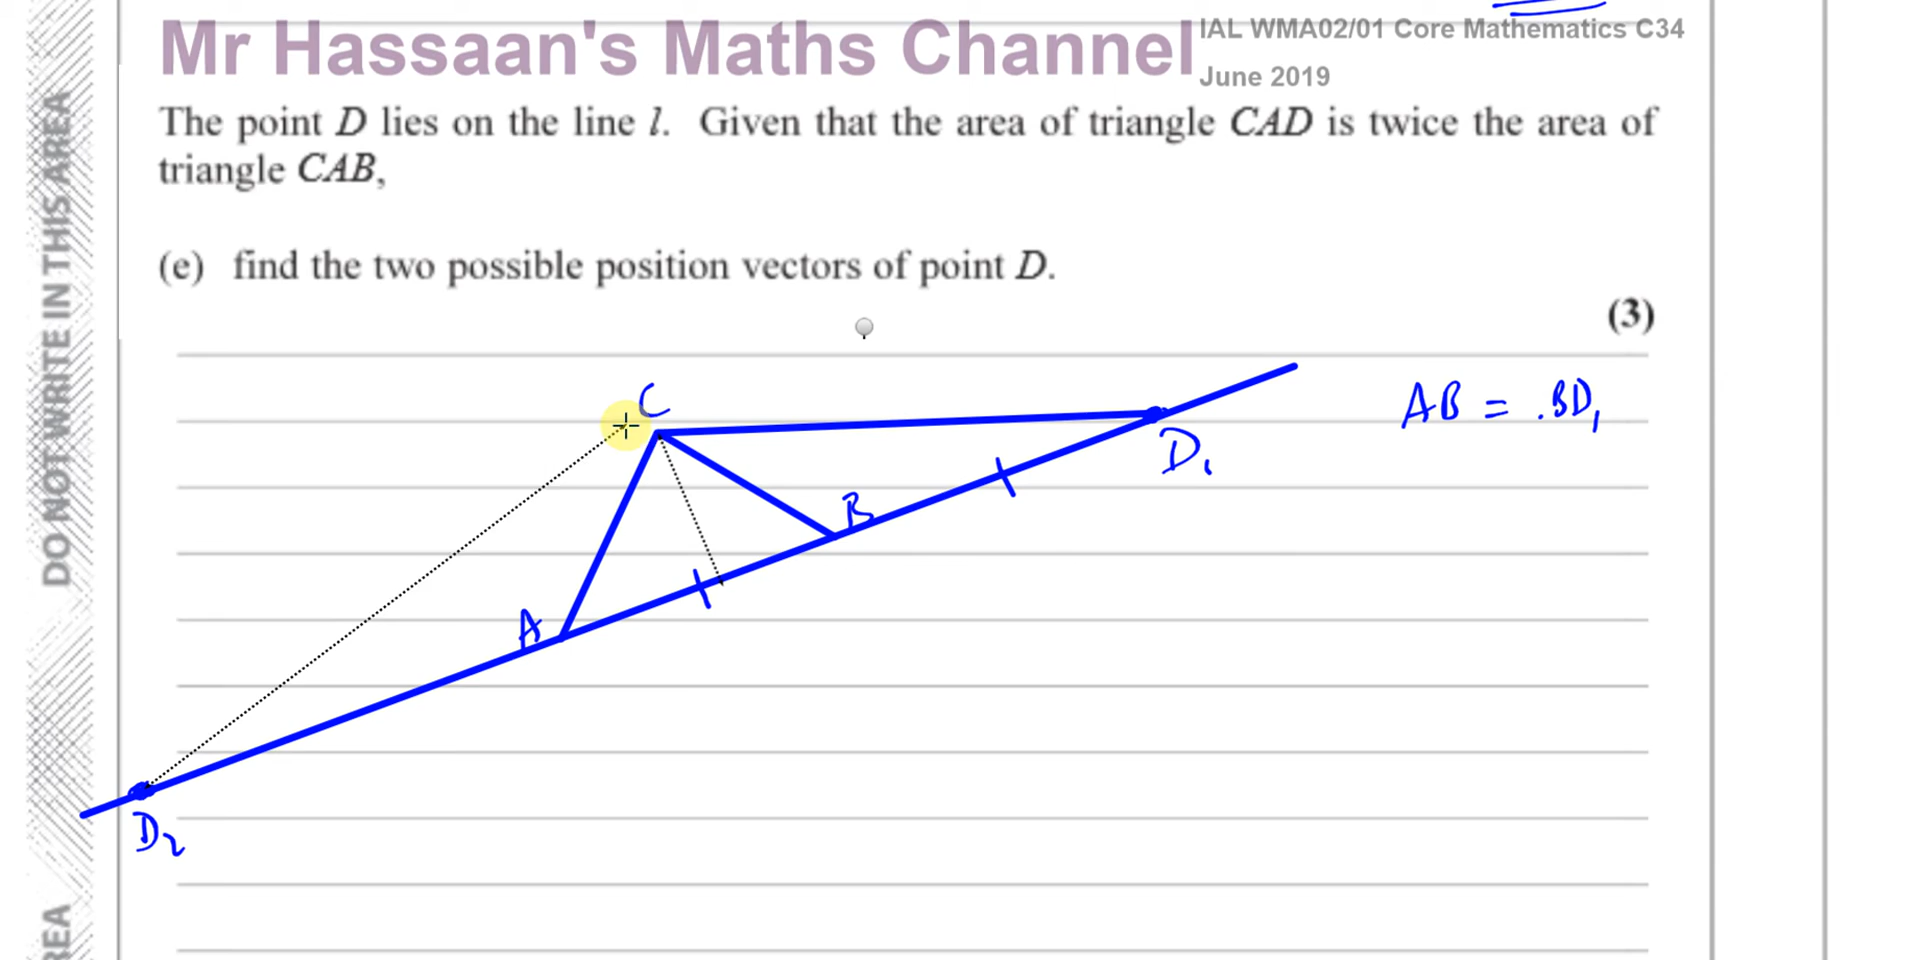 Mr Hassaan's Maths Channel
IAL WMA02/01 Core Mathematics C34
June 2019
The point D lies on the line l. Given that the area of triangle CAD is twice the area of
triangle CAB,
(e) find the two possible position vectors of point D.
(3)
C
AB = .BD₁
D₁
B
A
D₂
DO NOT WRITE IN THIS AREA
REA